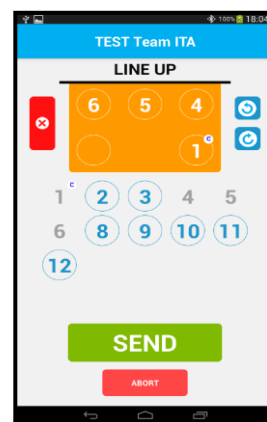 100% 18:04
TEST Team ITA
LINE UP
6 5 4
1 c
1 c 2 3 4 5
6 8 9 10 11
12
SEND
ABORT